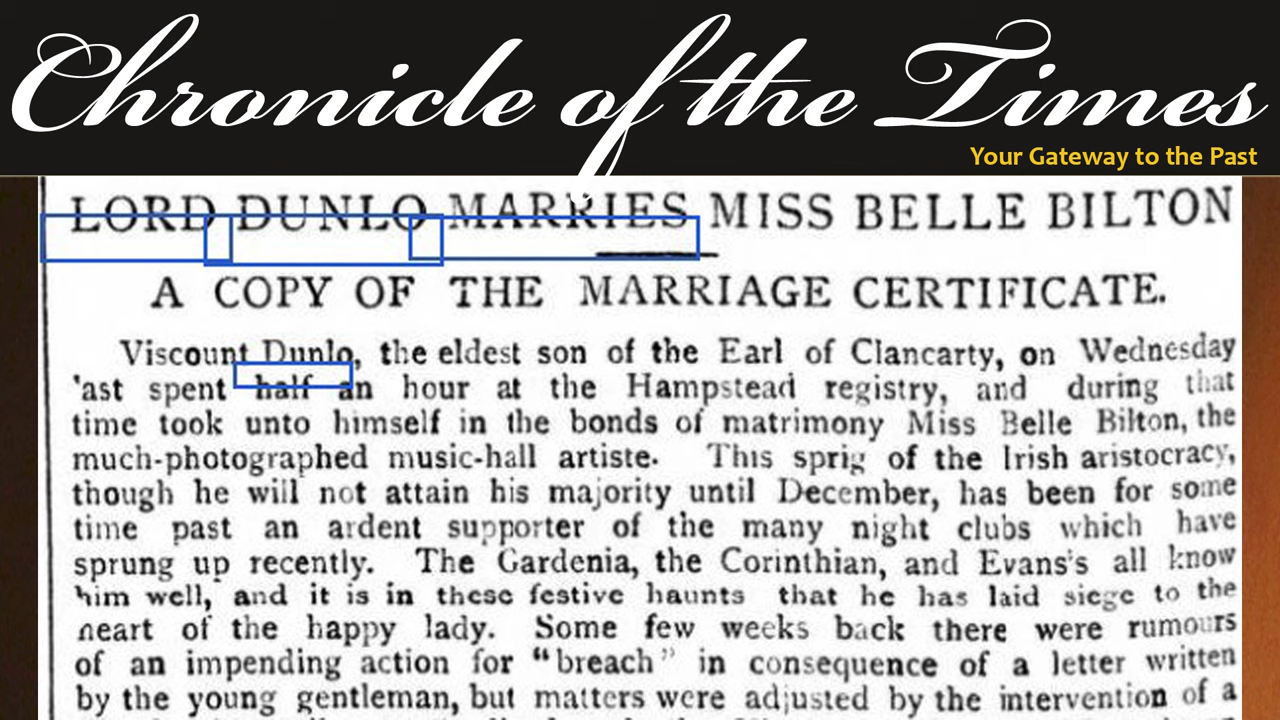 Chronicle of the Times
Your Gateway to the Past
LORD DUNLO MARRIES MISS BELLE BILTON
A COPY OF THE MARRIAGE CERTIFICATE.
Viscount Dunlo, the eldest son of the Earl of Clancarty, on Wednesday
'ast spent half an hour at the Hampstead registry, and during that
time took unto himself in the bonds of matrimony Miss Belle Bilton, the
much-photographed music-hall artiste. This sprig of the Irish aristocracy,
though he will not attain his majority until December, has been for some
time past an ardent supporter of the many night clubs which have
sprung up recently. The Gardenia, the Corinthian, and Evans's all know
him well, and it is in these festive haunts that he has laid siege to the
heart of the happy lady. Some few weeks back there were rumours
of an impending action for "breach" in consequence of a letter written
by the young gentleman, but matters were adjusted by the intervention of a